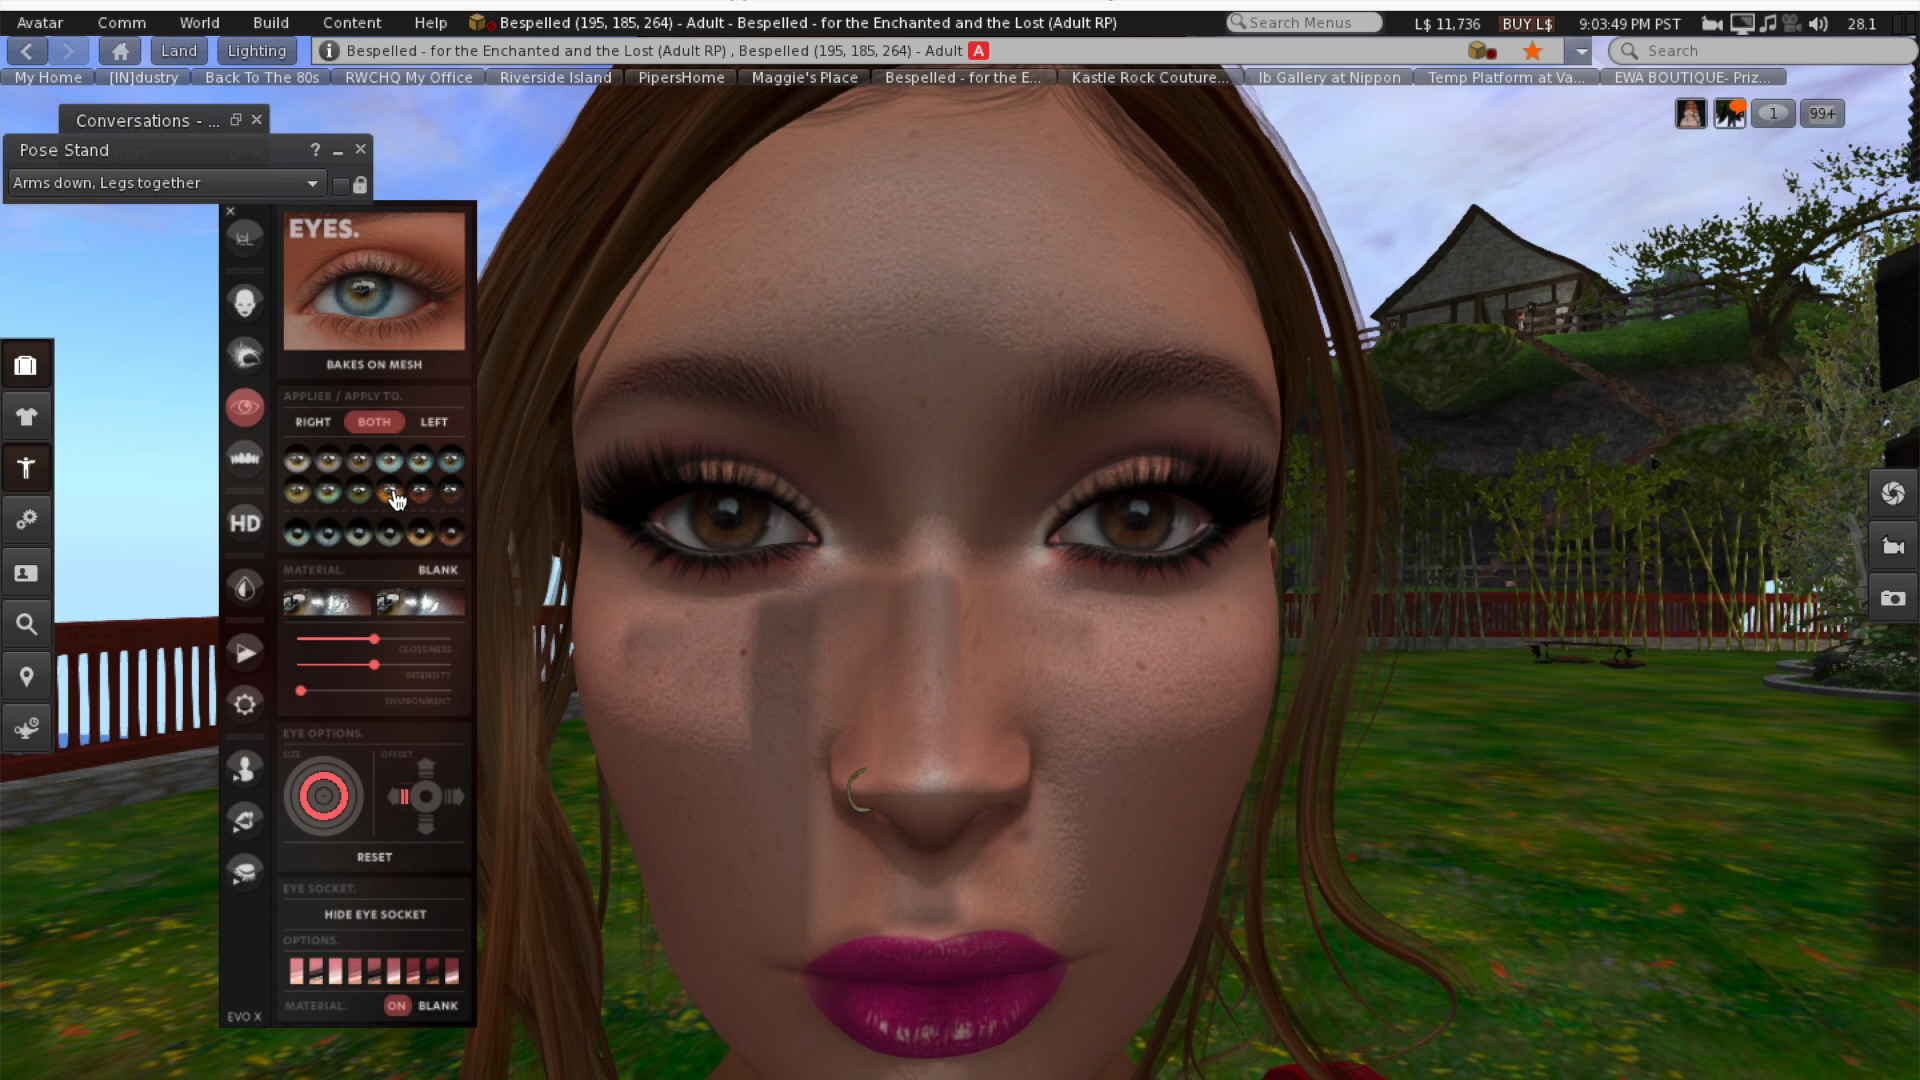 Avatar Comm World Build Content Help Bespelled (195, 185, 264) - Adult - Bespelled - for the Enchanted and the Lost (Adult RP) Search Menus L$ 11,736 BUY L$ 9:03:49 PM PST 28.1
Land Lighting Bespelled - for the Enchanted and the Lost (Adult RP) , Bespelled (195, 185, 264) - Adult A Search
My Home [IN]dustry Back To The 80s RWCHQ My Office Riverside Island PipersHome Maggie's Place Bespelled - for the E... Kastle Rock Couture... Ib Gallery at Nippon Temp Platform at Va... EWA BOUTIQUE- Priz...
1 99+
Conversations - ...
Pose Stand ?
Arms down, Legs together
EYES.
BAKES ON MESH
APPLIER / APPLY TO.
RIGHT BOTH LEFT
HD
MATERIAL. BLANK
GLOSSINESS
INTENSITY
ENVIRONMENT
EYE OPTIONS.
SIZE. OFFSET.
RESET
EYE SOCKET.
HIDE EYE SOCKET
OPTIONS.
MATERIAL. ON BLANK
EVO X